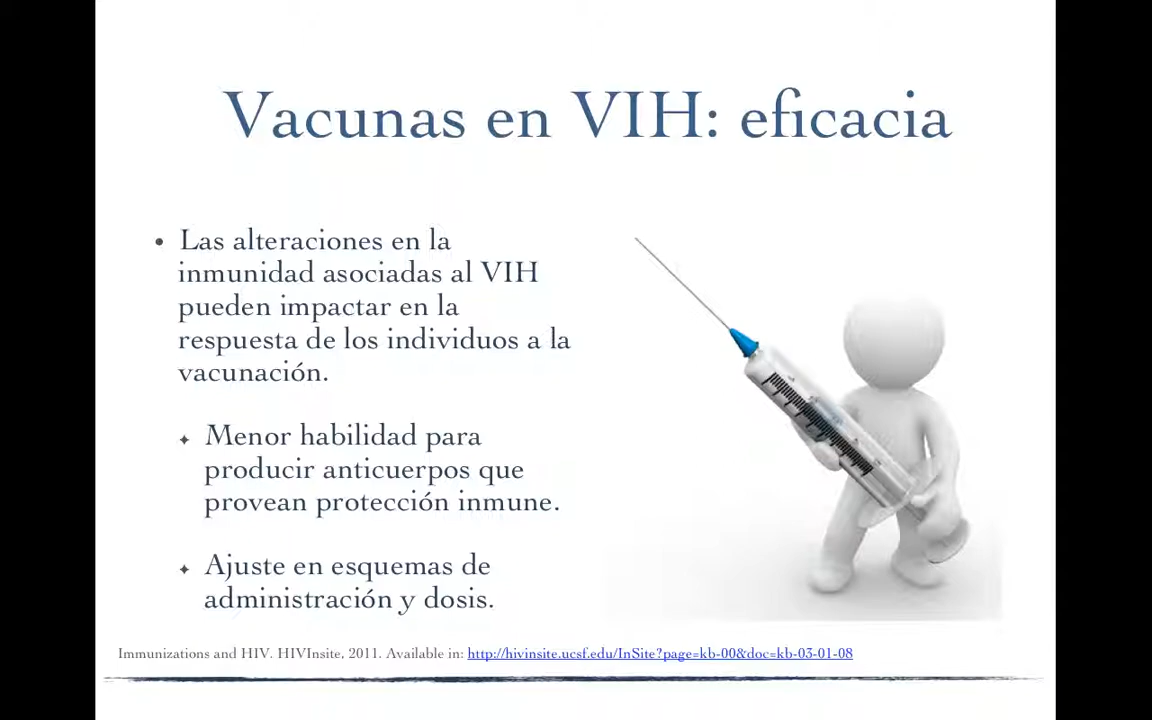 Vacunas en VIH: eficacia
• Las alteraciones en la
inmunidad asociadas al VIH
pueden impactar en la
respuesta de los individuos a la
vacunación.
✦ Menor habilidad para
producir anticuerpos que
provean protección inmune.
✦ Ajuste en esquemas de
administración y dosis.
Immunizations and HIV. HIVInsite, 2011. Available in: http://hivinsite.ucsf.edu/InSite?page=kb-00&doc=kb-03-01-08